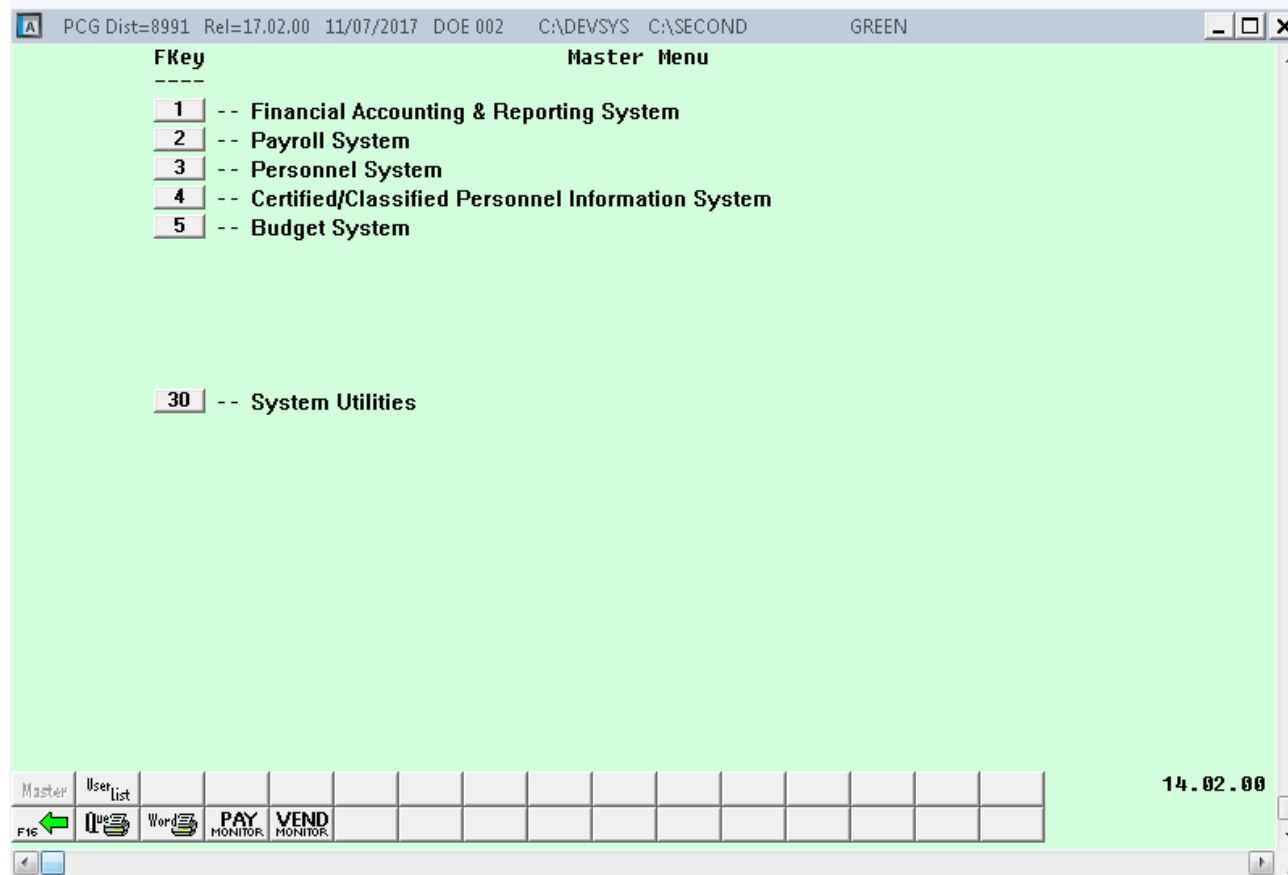 A PCG Dist=8991 Rel=17.02.00 11/07/2017 DOE 002 C:\DEVSYS C:\SECOND GREEN
FKey Master Menu
----
1 -- Financial Accounting & Reporting System
2 -- Payroll System
3 -- Personnel System
4 -- Certified/Classified Personnel Information System
5 -- Budget System
30 -- System Utilities
Master User List 14.02.00
F16 Que Word PAY MONITOR VEND MONITOR